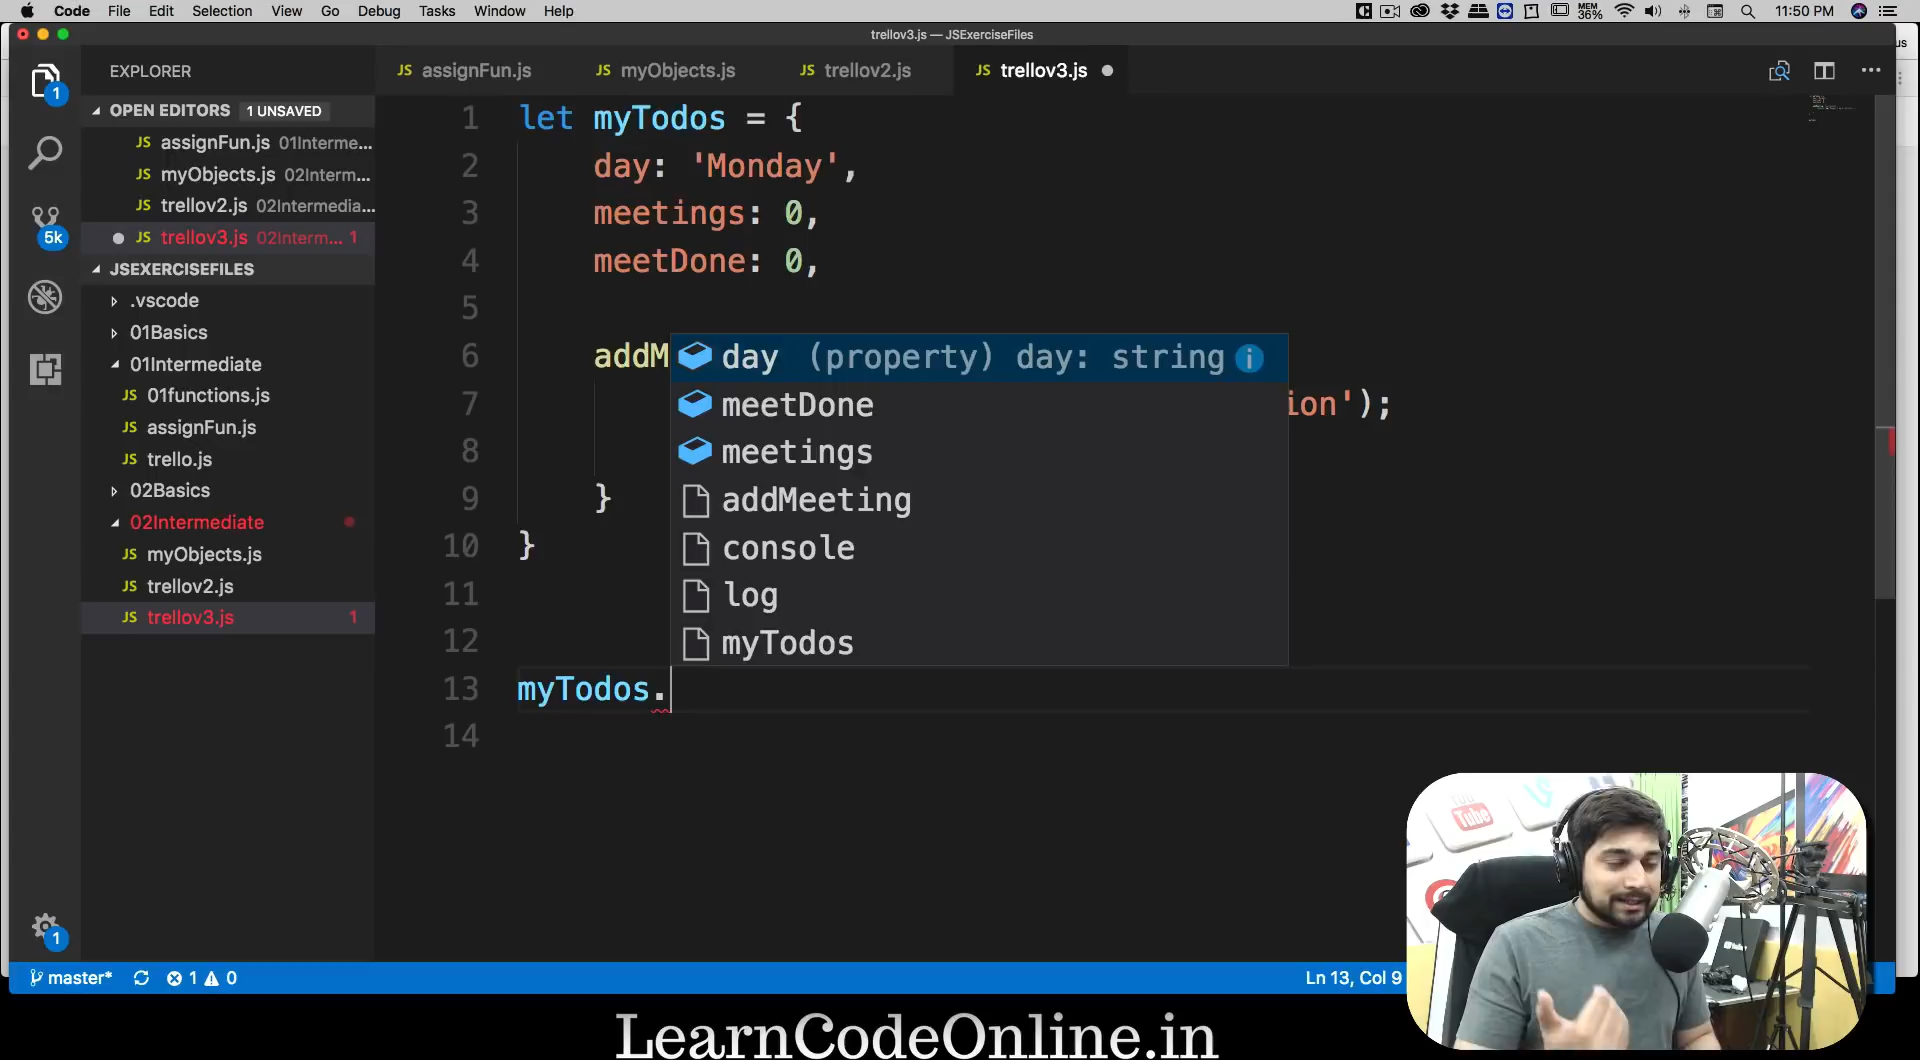 Code File Edit Selection View Go Debug Tasks Window Help
MEM 36% 11:50 PM
trellov3.js — JSExerciseFiles
EXPLORER
JS assignFun.js JS myObjects.js JS trellov2.js JS trellov3.js
1
OPEN EDITORS 1 UNSAVED
JS assignFun.js 01Interme...
JS myObjects.js 02Interm...
JS trellov2.js 02Intermedia...
JS trellov3.js 02Interm... 1
5k
JSEXERCISEFILES
.vscode
01Basics
01Intermediate
JS 01functions.js
JS assignFun.js
JS trello.js
02Basics
02Intermediate
JS myObjects.js
JS trellov2.js
JS trellov3.js 1
1 let myTodos = {
2 day: 'Monday',
3 meetings: 0,
4 meetDone: 0,
5
6 addM
7 ion');
8
9 }
10 }
11
12
13 myTodos.
14
day (property) day: string i
meetDone
meetings
addMeeting
console
log
myTodos
1
master* 1 0
Ln 13, Col 9
You Tube
LearnCodeOnline.in